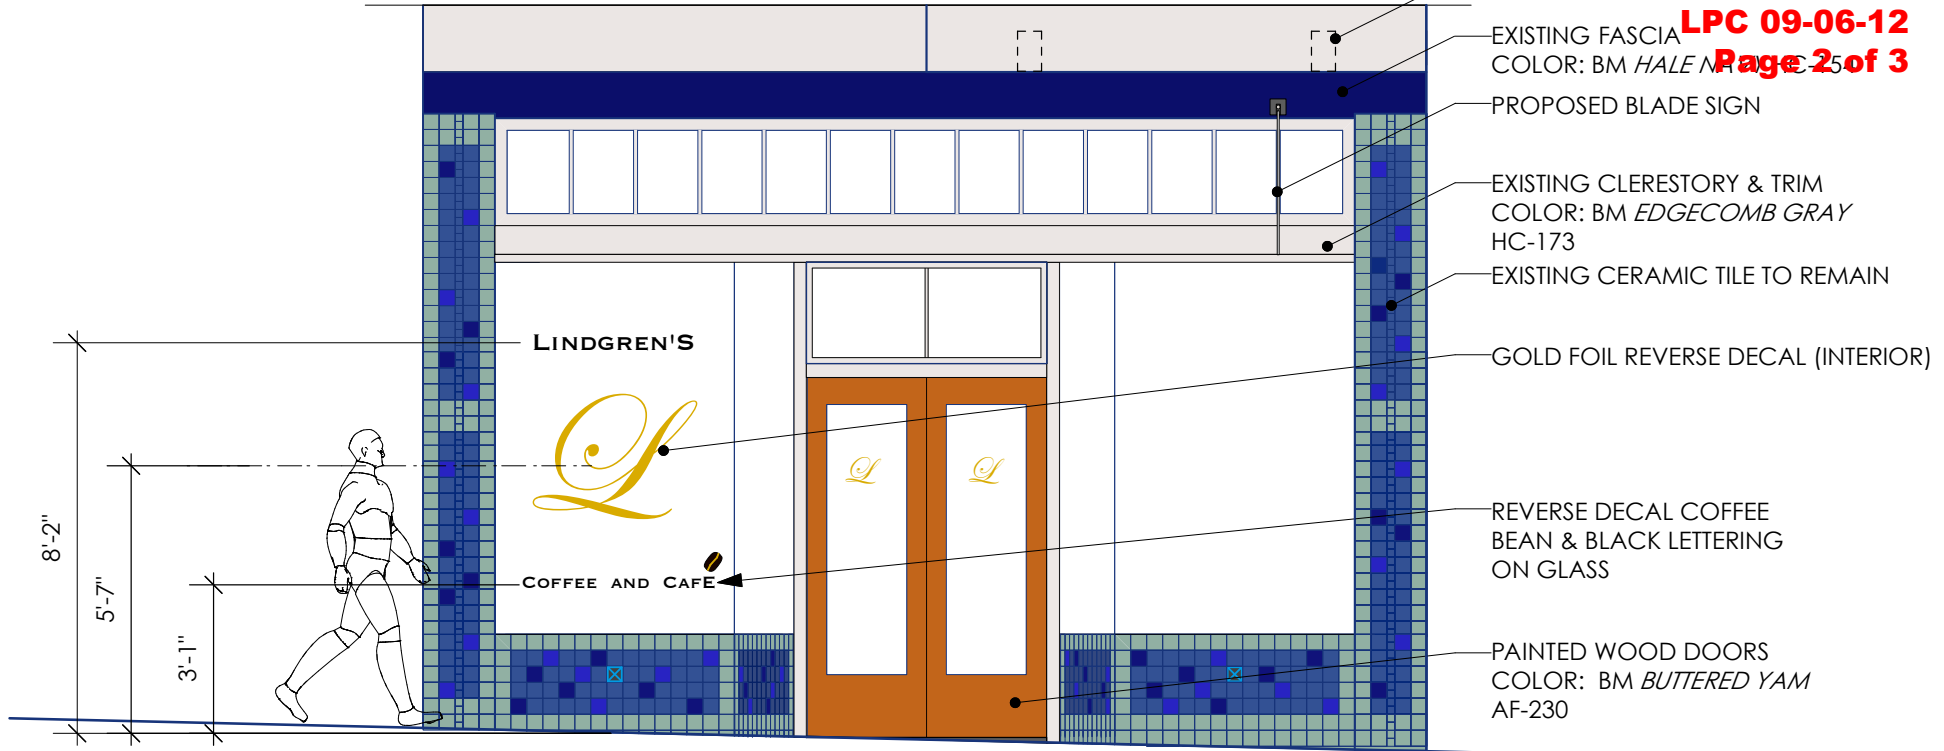 LPC 09-06-12
Page 2 of 3
EXISTING FASCIA
COLOR: BM HALE NAVY HC-154
PROPOSED BLADE SIGN
EXISTING CLERESTORY & TRIM
COLOR: BM EDGECOMB GRAY
HC-173
EXISTING CERAMIC TILE TO REMAIN
GOLD FOIL REVERSE DECAL (INTERIOR)
REVERSE DECAL COFFEE
BEAN & BLACK LETTERING
ON GLASS
PAINTED WOOD DOORS
COLOR: BM BUTTERED YAM
AF-230
LINDGREN'S
L
COFFEE AND CAFE
L
L
8'-2"
5'-7"
3'-1"